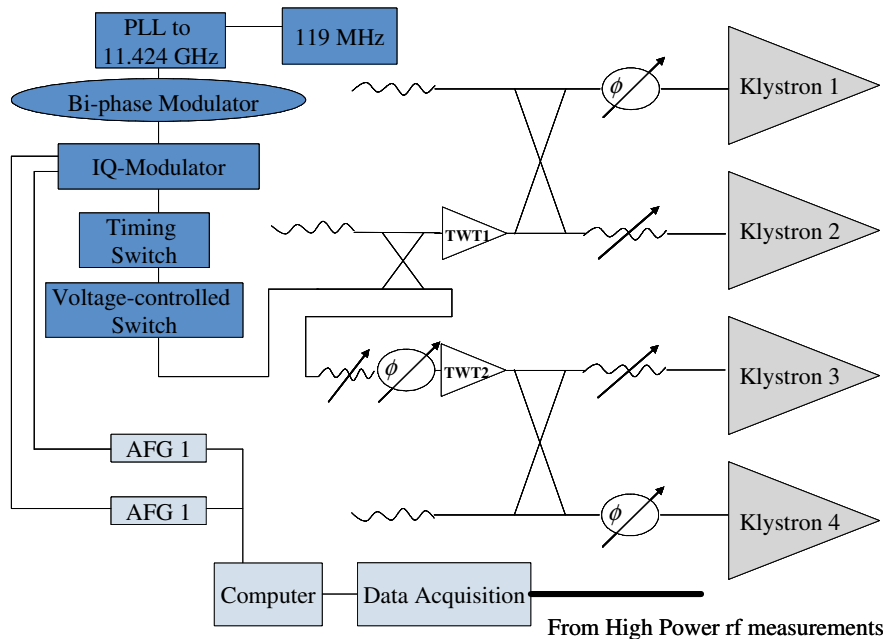 PLL to
11.424 GHz
119 MHz
Bi-phase Modulator
IQ-Modulator
Timing
Switch
Voltage-controlled
Switch
ϕ
Klystron 1
TWT1
Klystron 2
ϕ
TWT2
Klystron 3
ϕ
Klystron 4
AFG 1
AFG 1
Computer
Data Acquisition
From High Power rf measurements